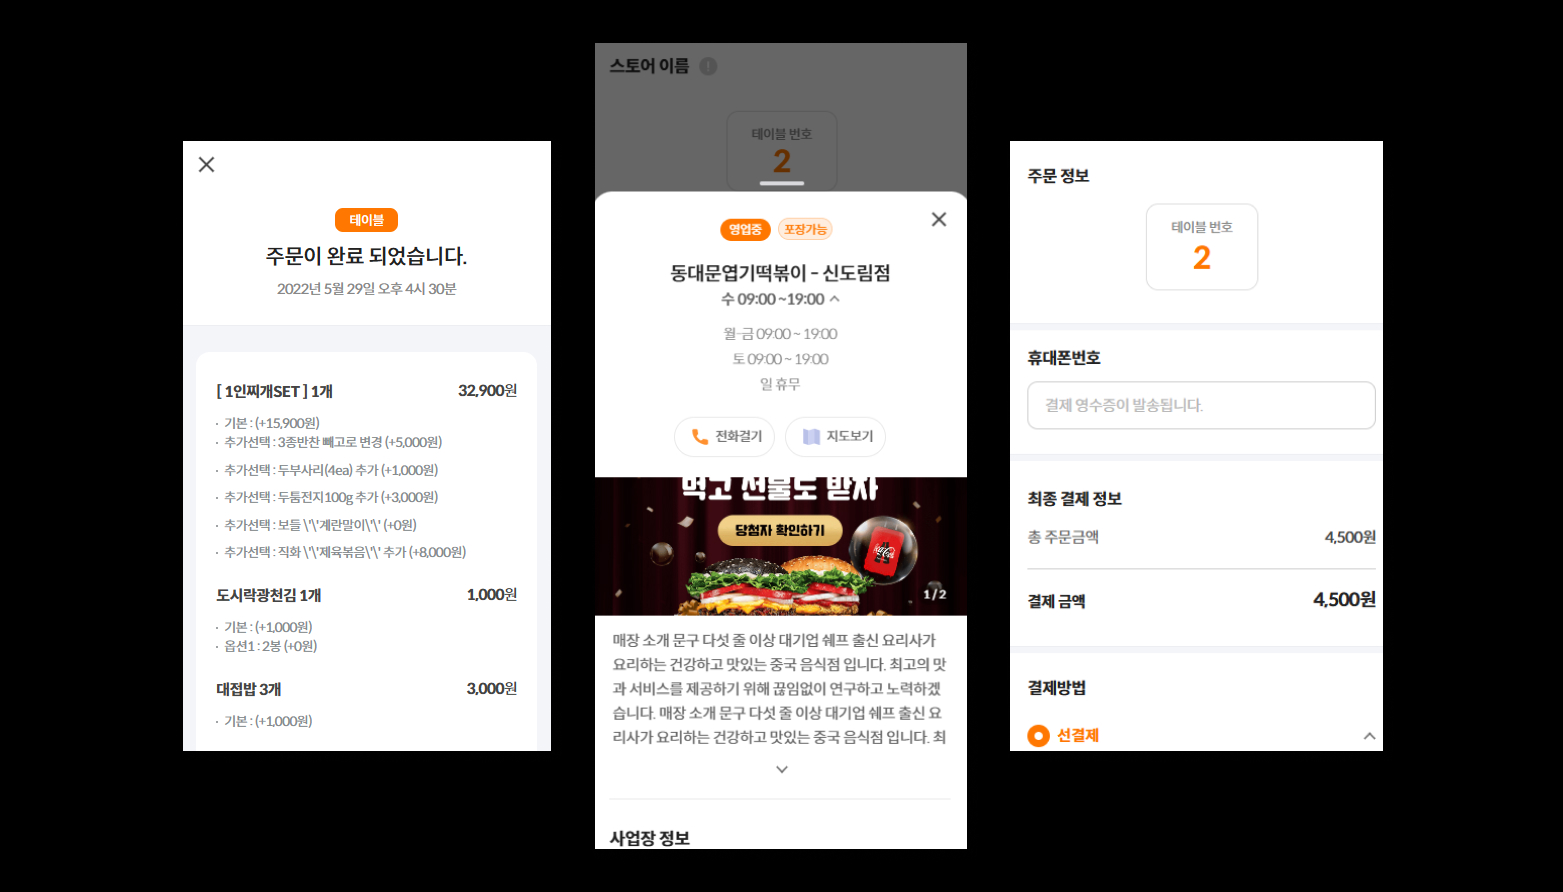 테이블
주문이 완료 되었습니다.
2022년 5월 29일 오후 4시 30분
[ 1인찌개SET ] 1개 32,900원
· 기본 : (+15,900원)
· 추가선택 : 3종반찬 빼고로 변경 (+5,000원)
· 추가선택 : 두부사리(4ea) 추가 (+1,000원)
· 추가선택 : 두툼전지100g 추가 (+3,000원)
· 추가선택 : 보들 \'\'계란말이\'\' (+0원)
· 추가선택 : 직화 \'\'제육볶음\'\' 추가 (+8,000원)
도시락광천김 1개 1,000원
· 기본 : (+1,000원)
· 옵션1 : 2봉 (+0원)
대접밥 3개 3,000원
· 기본 : (+1,000원)
스토어 이름 !
테이블 번호
2
영업중 포장가능
동대문엽기떡볶이 - 신도림점
수 09:00 ~19:00
월-금 09:00 ~ 19:00
토 09:00 ~ 19:00
일 휴무
전화걸기 지도보기
먹고 선물도 받자
당첨자 확인하기
Coca-Cola
1/2
매장 소개 문구 다섯 줄 이상 대기업 쉐프 출신 요리사가
요리하는 건강하고 맛있는 중국 음식점 입니다. 최고의 맛
과 서비스를 제공하기 위해 끊임없이 연구하고 노력하겠
습니다. 매장 소개 문구 다섯 줄 이상 대기업 쉐프 출신 요
리사가 요리하는 건강하고 맛있는 중국 음식점 입니다. 최
사업장 정보
주문 정보
테이블 번호
2
휴대폰번호
결제 영수증이 발송됩니다.
최종 결제 정보
총 주문금액 4,500원
결제 금액 4,500원
결제방법
선결제